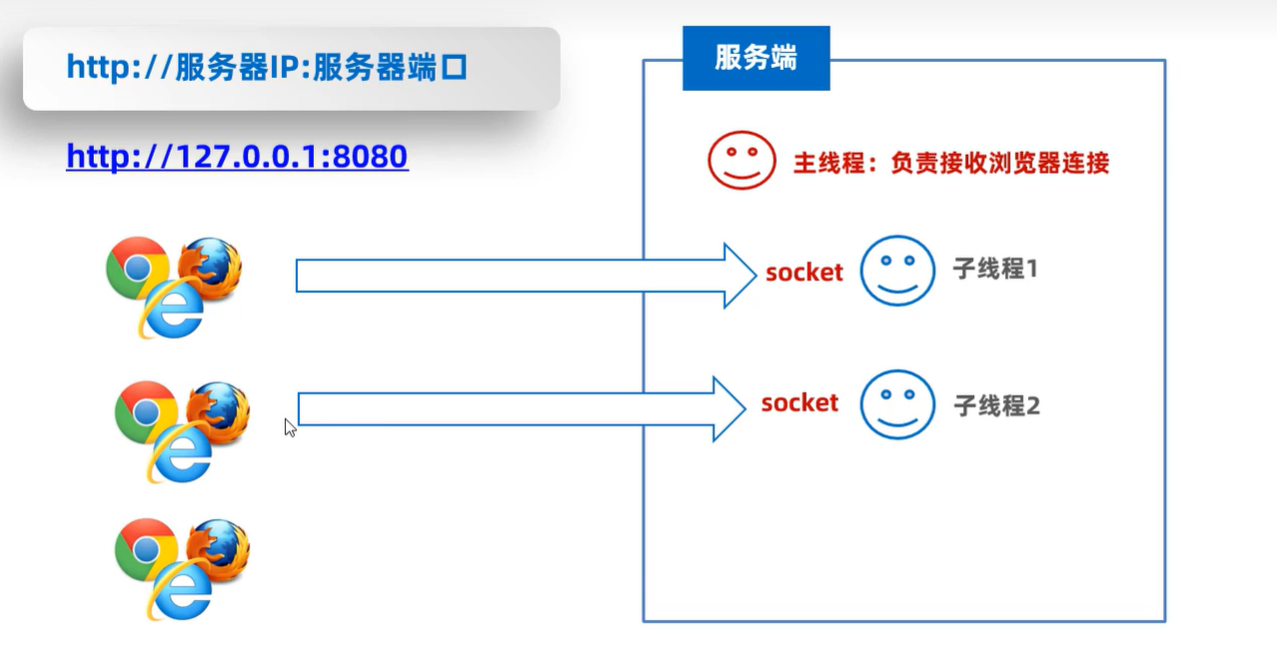 http://服务器IP:服务器端口
http://127.0.0.1:8080
服务端
主线程：负责接收浏览器连接
socket 子线程1
socket 子线程2